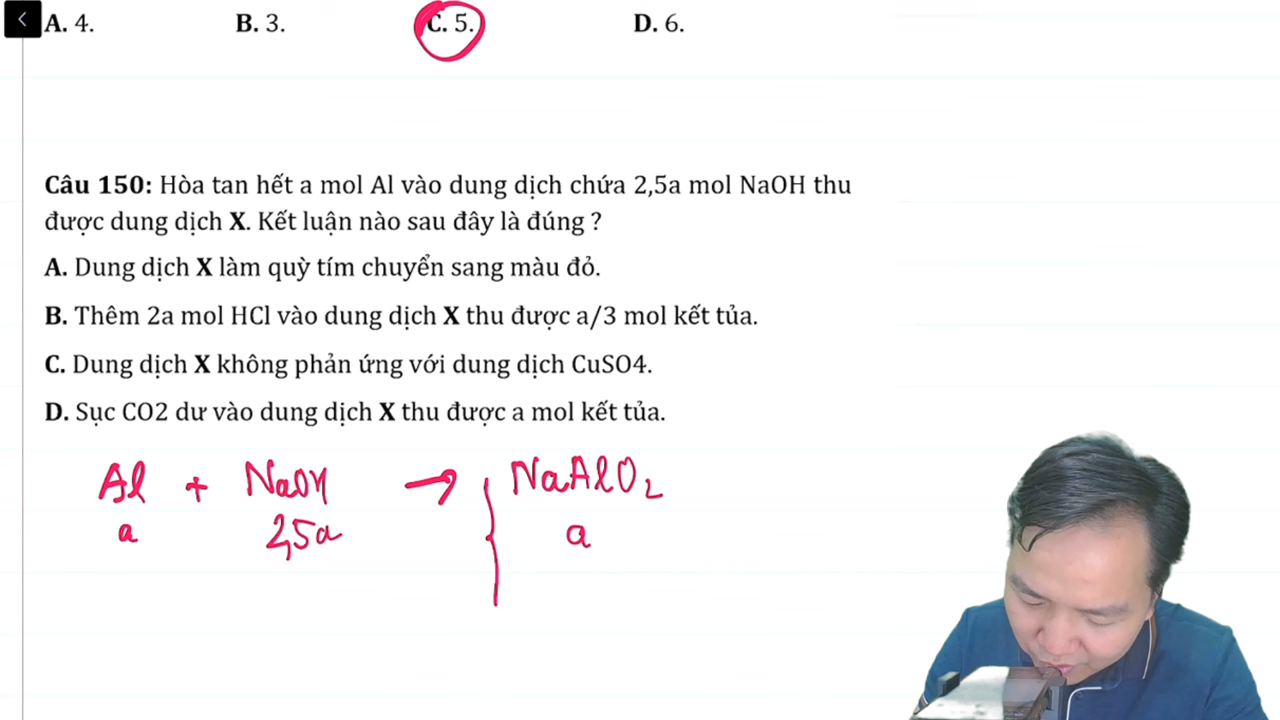 A. 4. B. 3. C. 5. D. 6.
Câu 150: Hòa tan hết a mol Al vào dung dịch chứa 2,5a mol NaOH thu
được dung dịch X. Kết luận nào sau đây là đúng ?
A. Dung dịch X làm quỳ tím chuyển sang màu đỏ.
B. Thêm 2a mol HCl vào dung dịch X thu được a/3 mol kết tủa.
C. Dung dịch X không phản ứng với dung dịch CuSO4.
D. Sục CO2 dư vào dung dịch X thu được a mol kết tủa.
Al + NaOH → { NaAlO2
a 2,5a a